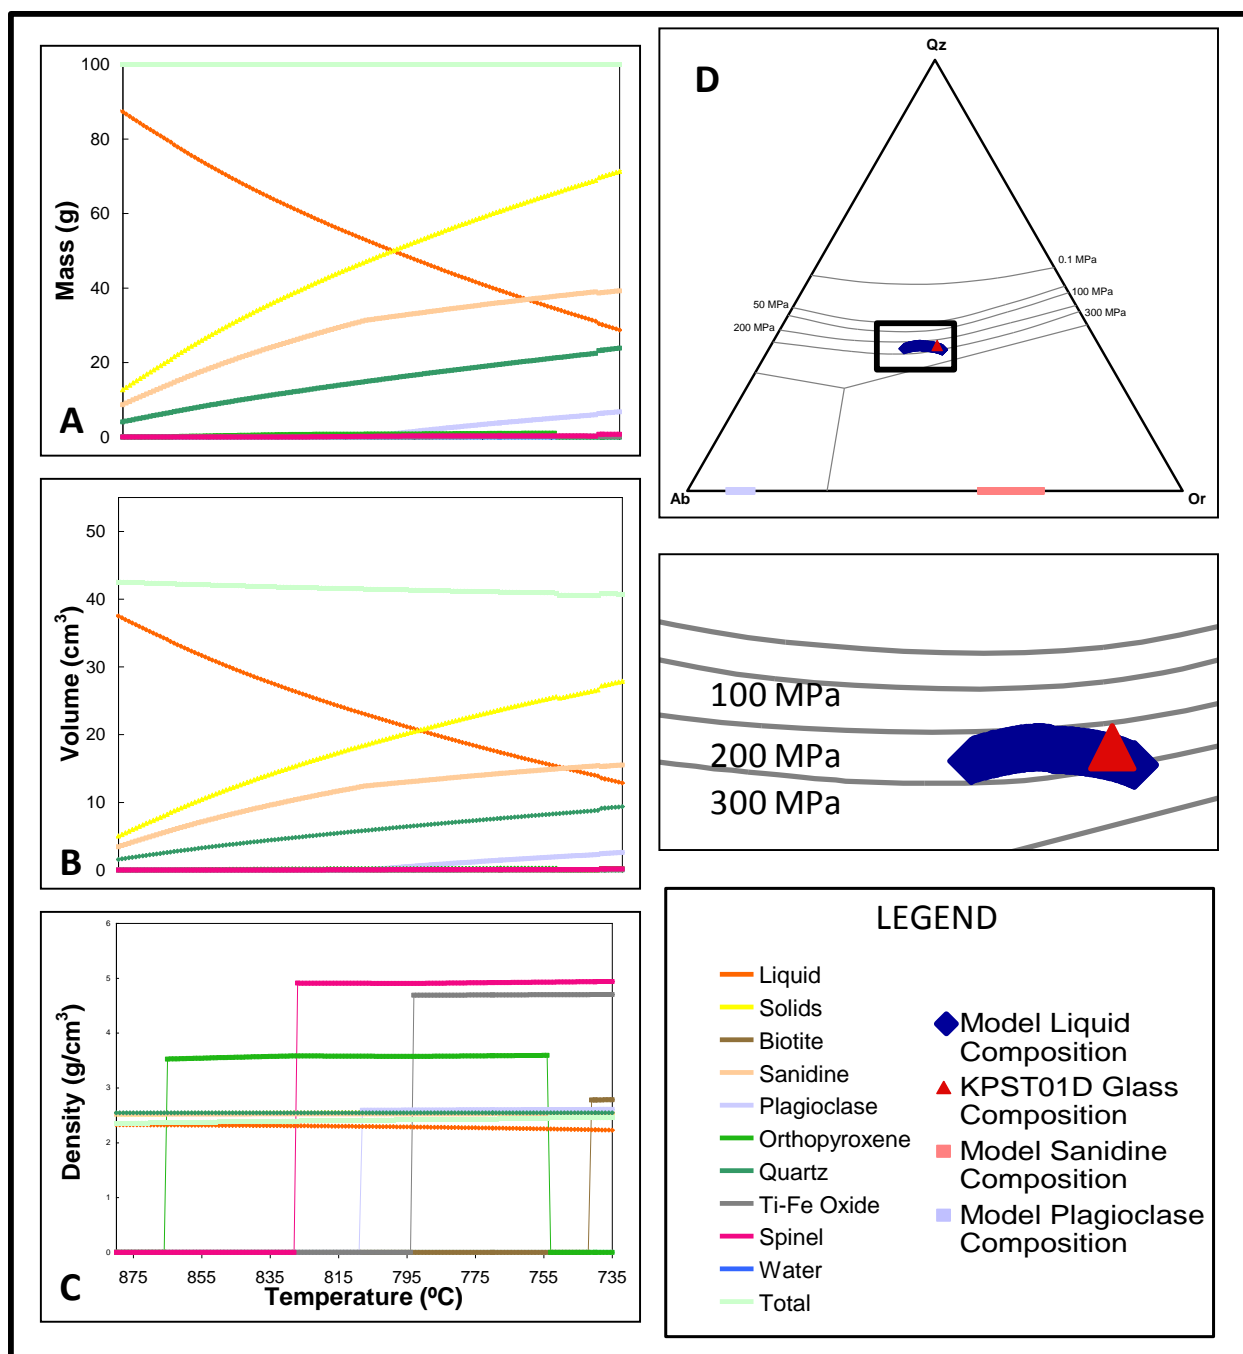 100
80
60
40
20
0
Mass (g)
A
50
40
30
20
10
0
Volume (cm³)
B
6
5
4
3
2
1
0
Density (g/cm³)
C
875
855
835
815
795
775
755
735
Temperature (ºC)
D
Qz
0.1 MPa
50 MPa
100 MPa
200 MPa
300 MPa
Ab
Or
100 MPa
200 MPa
300 MPa
LEGEND
Liquid
Solids
Biotite
Sanidine
Plagioclase
Orthopyroxene
Quartz
Ti-Fe Oxide
Spinel
Water
Total
Model Liquid
Composition
KPST01D Glass
Composition
Model Sanidine
Composition
Model Plagioclase
Composition